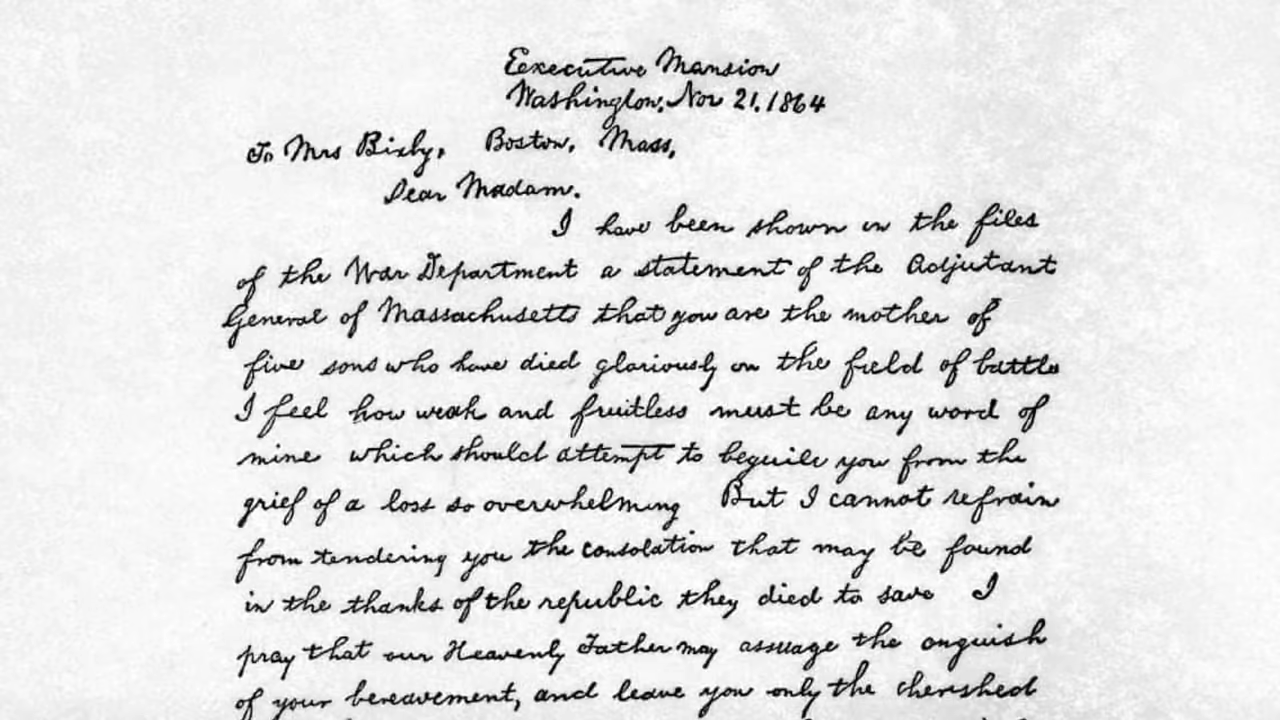 Executive Mansion
Washington, Nov 21, 1864
To Mrs Bixby, Boston, Mass,
Dear Madam.
I have been shown in the files
of the War Department a statement of the Adjutant
General of Massachusetts that you are the mother of
five sons who have died gloriously on the field of battle
I feel how weak and fruitless must be any word of
mine which should attempt to beguile you from the
grief of a loss so overwhelming But I cannot refrain
from tendering you the consolation that may be found
in the thanks of the republic they died to save I
pray that our Heavenly Father may assuage the anguish
of your bereavement, and leave you only the cherished